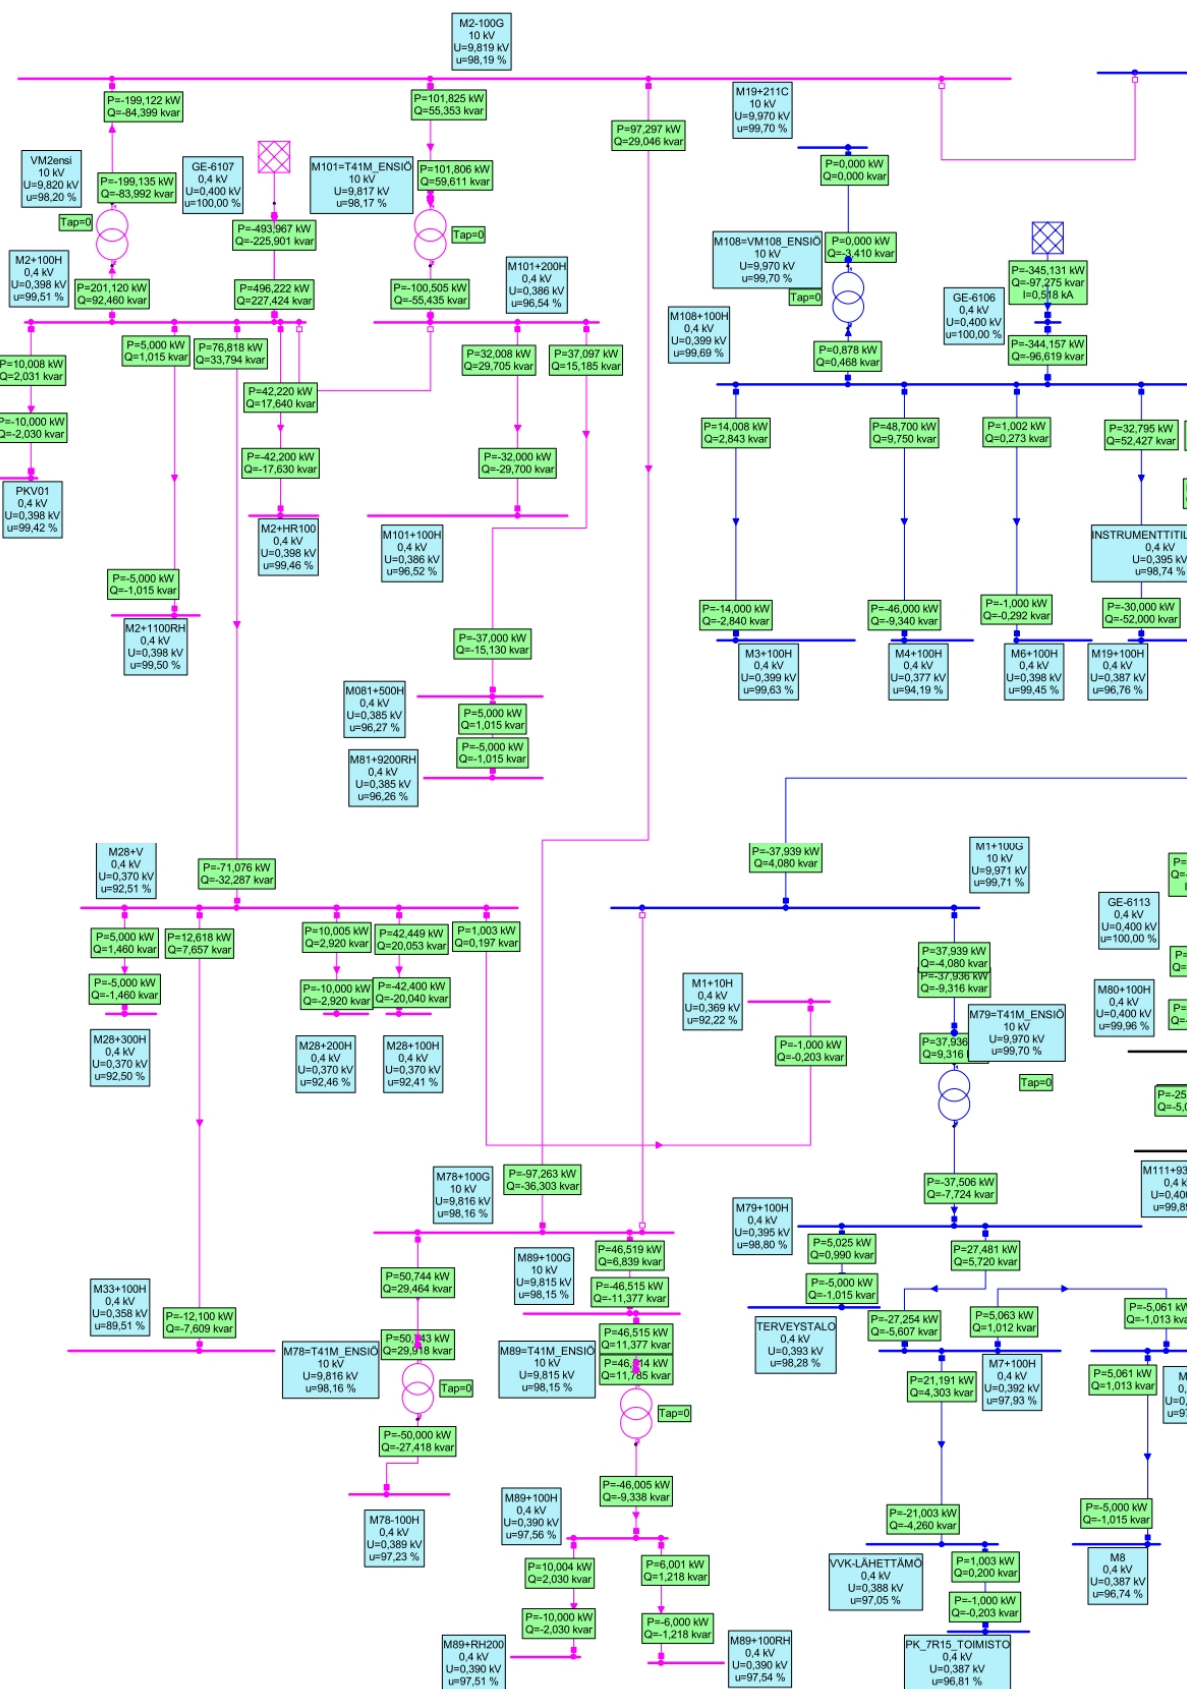 M2-100G
10 kV
U=9,819 kV
u=98,19 %
P=-199,122 kW
Q=-84,399 kvar
P=101,825 kW
Q=55,353 kvar
M19+211C
10 kV
U=9,970 kV
u=99,70 %
P=97,297 kW
Q=29,046 kvar
VM2ensi
10 kV
U=9,820 kV
u=98,20 %
P=-199,135 kW
Q=-83,992 kvar
GE-6107
0,4 kV
U=0,400 kV
u=100,00 %
M101=T41M_ENSIÖ
10 kV
U=9,817 kV
u=98,17 %
P=101,806 kW
Q=59,611 kvar
P=0,000 kW
Q=0,000 kvar
Tap=0
P=-493,967 kW
Q=-225,901 kvar
Tap=0
M2+100H
0,4 kV
U=0,398 kV
u=99,51 %
P=201,120 kW
Q=92,460 kvar
P=496,222 kW
Q=227,424 kvar
P=-100,505 kW
Q=-55,435 kvar
M101+200H
0,4 kV
U=0,386 kV
u=96,54 %
M108=VM108_ENSIÖ
10 kV
U=9,970 kV
u=99,70 %
P=0,000 kW
Q=-3,410 kvar
Tap=0
P=-345,131 kW
Q=-97,275 kvar
I=0,518 kA
GE-6106
0,4 kV
U=0,400 kV
u=100,00 %
M108+100H
0,4 kV
U=0,399 kV
u=99,69 %
P=0,878 kW
Q=0,468 kvar
P=-344,157 kW
Q=-96,619 kvar
P=10,008 kW
Q=2,031 kvar
P=5,000 kW
Q=1,015 kvar
P=76,818 kW
Q=33,794 kvar
P=32,008 kW
Q=29,705 kvar
P=37,097 kW
Q=15,185 kvar
P=42,220 kW
Q=17,640 kvar
P=-10,000 kW
Q=-2,030 kvar
P=14,008 kW
Q=2,843 kvar
P=48,700 kW
Q=9,750 kvar
P=1,002 kW
Q=0,273 kvar
P=32,795 kW
Q=52,427 kvar
P=-42,200 kW
Q=-17,630 kvar
P=-32,000 kW
Q=-29,700 kvar
PKV01
0,4 kV
U=0,398 kV
u=99,42 %
M2+HR100
0,4 kV
U=0,398 kV
u=99,46 %
M101+100H
0,4 kV
U=0,386 kV
u=96,52 %
INSTRUMENTTITIL
0,4 kV
U=0,395 kV
u=98,74 %
P=-5,000 kW
Q=-1,015 kvar
P=-14,000 kW
Q=-2,840 kvar
P=-46,000 kW
Q=-9,340 kvar
P=-1,000 kW
Q=-0,292 kvar
P=-30,000 kW
Q=-52,000 kvar
M2+1100RH
0,4 kV
U=0,398 kV
u=99,50 %
P=-37,000 kW
Q=-15,130 kvar
M3+100H
0,4 kV
U=0,399 kV
u=99,63 %
M4+100H
0,4 kV
U=0,377 kV
u=94,19 %
M6+100H
0,4 kV
U=0,398 kV
u=99,45 %
M19+100H
0,4 kV
U=0,387 kV
u=96,76 %
M081+500H
0,4 kV
U=0,385 kV
u=96,27 %
P=5,000 kW
Q=1,015 kvar
P=-5,000 kW
Q=-1,015 kvar
M81+9200RH
0,4 kV
U=0,385 kV
u=96,26 %
M28+V
0,4 kV
U=0,370 kV
u=92,51 %
P=-71,076 kW
Q=-32,287 kvar
P=-37,939 kW
Q=4,080 kvar
M1+100G
10 kV
U=9,971 kV
u=99,71 %
P=
Q=-
GE-6113
0,4 kV
U=0,400 kV
u=100,00 %
P=5,000 kW
Q=1,460 kvar
P=12,618 kW
Q=7,657 kvar
P=10,005 kW
Q=2,920 kvar
P=42,449 kW
Q=20,053 kvar
P=1,003 kW
Q=0,197 kvar
P=37,939 kW
Q=-4,080 kvar
P=-37,936 kW
Q=-9,316 kvar
P=-5,000 kW
Q=-1,460 kvar
P=-10,000 kW
Q=-2,920 kvar
P=-42,400 kW
Q=-20,040 kvar
M1+10H
0,4 kV
U=0,369 kV
u=92,22 %
M80+100H
0,4 kV
U=0,400 kV
u=99,96 %
M28+300H
0,4 kV
U=0,370 kV
u=92,50 %
M28+200H
0,4 kV
U=0,370 kV
u=92,46 %
M28+100H
0,4 kV
U=0,370 kV
u=92,41 %
P=-1,000 kW
Q=-0,203 kvar
P=37,936
Q=9,316
M79=T41M_ENSIÖ
10 kV
U=9,970 kV
u=99,70 %
Tap=0
P=-25
Q=-5,0
M78+100G
10 kV
U=9,816 kV
u=98,16 %
P=-97,263 kW
Q=-36,303 kvar
P=-37,506 kW
Q=-7,724 kvar
M111+93
0,4 k
U=0,400
u=99,89
M79+100H
0,4 kV
U=0,395 kV
u=98,80 %
P=5,025 kW
Q=0,990 kvar
P=27,481 kW
Q=5,720 kvar
M89+100G
10 kV
U=9,815 kV
u=98,15 %
P=46,519 kW
Q=6,839 kvar
P=-46,515 kW
Q=-11,377 kvar
P=50,744 kW
Q=29,464 kvar
P=-5,000 kW
Q=-1,015 kvar
M33+100H
0,4 kV
U=0,358 kV
u=89,51 %
P=-12,100 kW
Q=-7,609 kvar
P=-27,254 kW
Q=-5,607 kvar
P=5,063 kW
Q=1,012 kvar
P=-5,061 kW
Q=-1,013 kvar
TERVEYSTALO
0,4 kV
U=0,393 kV
u=98,28 %
M78=T41M_ENSIÖ
10 kV
U=9,816 kV
u=98,16 %
Q=29,918 kvar
M89=T41M_ENSIÖ
10 kV
U=9,815 kV
u=98,15 %
P=46,515 kW
Q=11,377 kvar
Q=11,785 kvar
Tap=0
Tap=0
P=21,191 kW
Q=4,303 kvar
M7+100H
0,4 kV
U=0,392 kV
u=97,93 %
P=5,061 kW
Q=1,013 kvar
P=-50,000 kW
Q=-27,418 kvar
P=-46,005 kW
Q=-9,338 kvar
M78-100H
0,4 kV
U=0,389 kV
u=97,23 %
M89+100H
0,4 kV
U=0,390 kV
u=97,56 %
P=-21,003 kW
Q=-4,260 kvar
P=-5,000 kW
Q=-1,015 kvar
P=10,004 kW
Q=2,030 kvar
P=6,001 kW
Q=1,218 kvar
VVK-LÄHETTÄMÖ
0,4 kV
U=0,388 kV
u=97,05 %
P=1,003 kW
Q=0,200 kvar
P=-1,000 kW
Q=-0,203 kvar
M8
0,4 kV
U=0,387 kV
u=96,74 %
P=-10,000 kW
Q=-2,030 kvar
P=-6,000 kW
Q=-1,218 kvar
M89+RH200
0,4 kV
U=0,390 kV
u=97,51 %
M89+100RH
0,4 kV
U=0,390 kV
u=97,54 %
PK_7R15_TOIMISTO
0,4 kV
U=0,387 kV
u=96,81 %